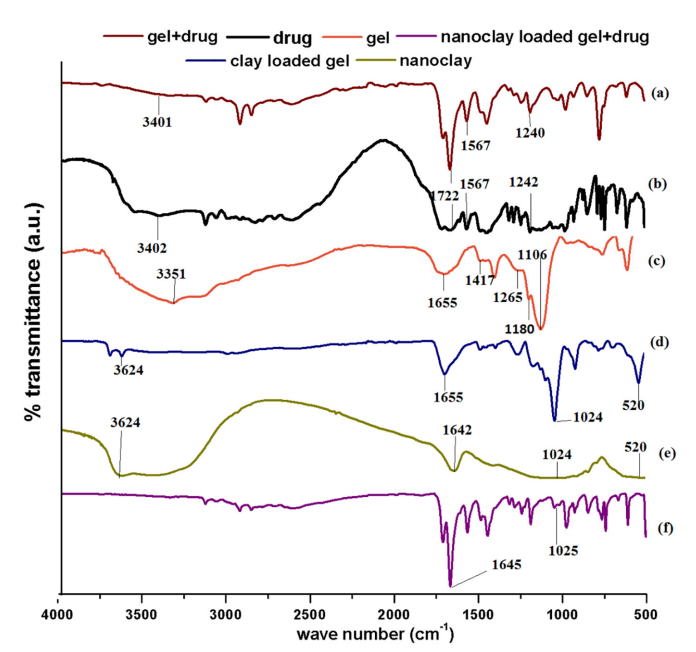 gel+drug drug gel nanoclay loaded gel+drug
clay loaded gel nanoclay
(a)
3401
1567
1240
(b)
1722
1567
1242
3402
3351
1106
(c)
1655
1417
1265
1180
(d)
3624
1655
1024
520
3624
1642
1024
520
(e)
(f)
1645
1025
% transmittance (a.u.)
4000 3500 3000 2500 2000 1500 1000 500
wave number (cm⁻¹)